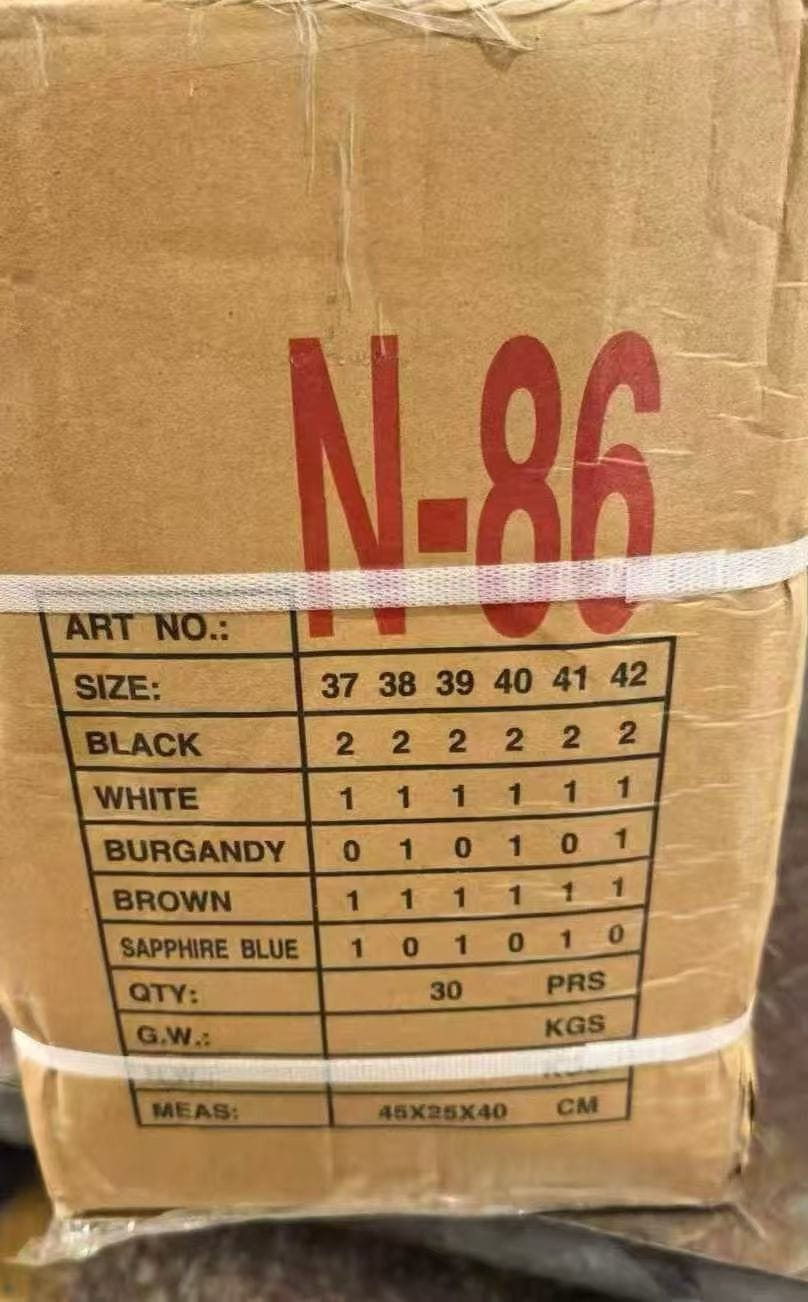 N-86
ART NO.:
SIZE: 37 38 39 40 41 42
BLACK 2 2 2 2 2 2
WHITE 1 1 1 1 1 1
BURGANDY 0 1 0 1 0 1
BROWN 1 1 1 1 1 1
SAPPHIRE BLUE 1 0 1 0 1 0
QTY: 30 PRS
G.W.: KGS
MEAS: 45X25X40 CM